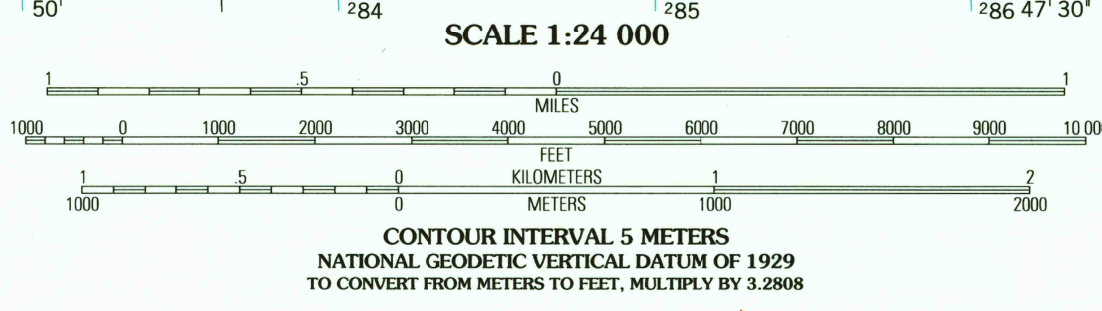 50' 284 285 286 47' 30"
SCALE 1:24 000
1 .5 0 1
MILES
1000 0 1000 2000 3000 4000 5000 6000 7000 8000 9000 10 00
FEET
1 .5 0 KILOMETERS 1 2
1000 0 METERS 1000 2000
CONTOUR INTERVAL 5 METERS
NATIONAL GEODETIC VERTICAL DATUM OF 1929
TO CONVERT FROM METERS TO FEET, MULTIPLY BY 3.2808